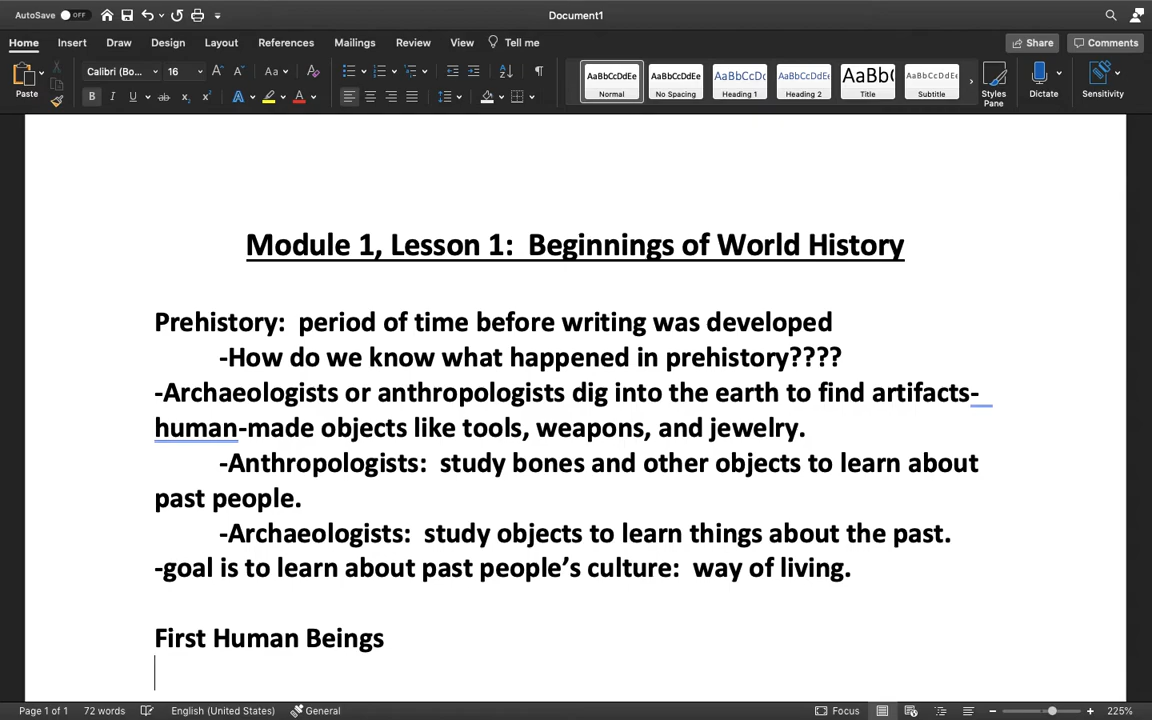 AutoSave OFF Document1
Home Insert Draw Design Layout References Mailings Review View Tell me Share Comments
Paste Calibri (Bo... 16 A A Aa A AaBbCcDdEe AaBbCcDdEe AaBbCcDc AaBbCcDdEe AaBb( AaBbCcDdEe
B I U ab x₂ x² A A A Normal No Spacing Heading 1 Heading 2 Title Subtitle Styles Pane Dictate Sensitivity
Module 1, Lesson 1:  Beginnings of World History
Prehistory:  period of time before writing was developed
-How do we know what happened in prehistory????
-Archaeologists or anthropologists dig into the earth to find artifacts-
human-made objects like tools, weapons, and jewelry.
-Anthropologists:  study bones and other objects to learn about
past people.
-Archaeologists:  study objects to learn things about the past.
-goal is to learn about past people’s culture:  way of living.
First Human Beings
Page 1 of 1 72 words English (United States) General Focus 225%